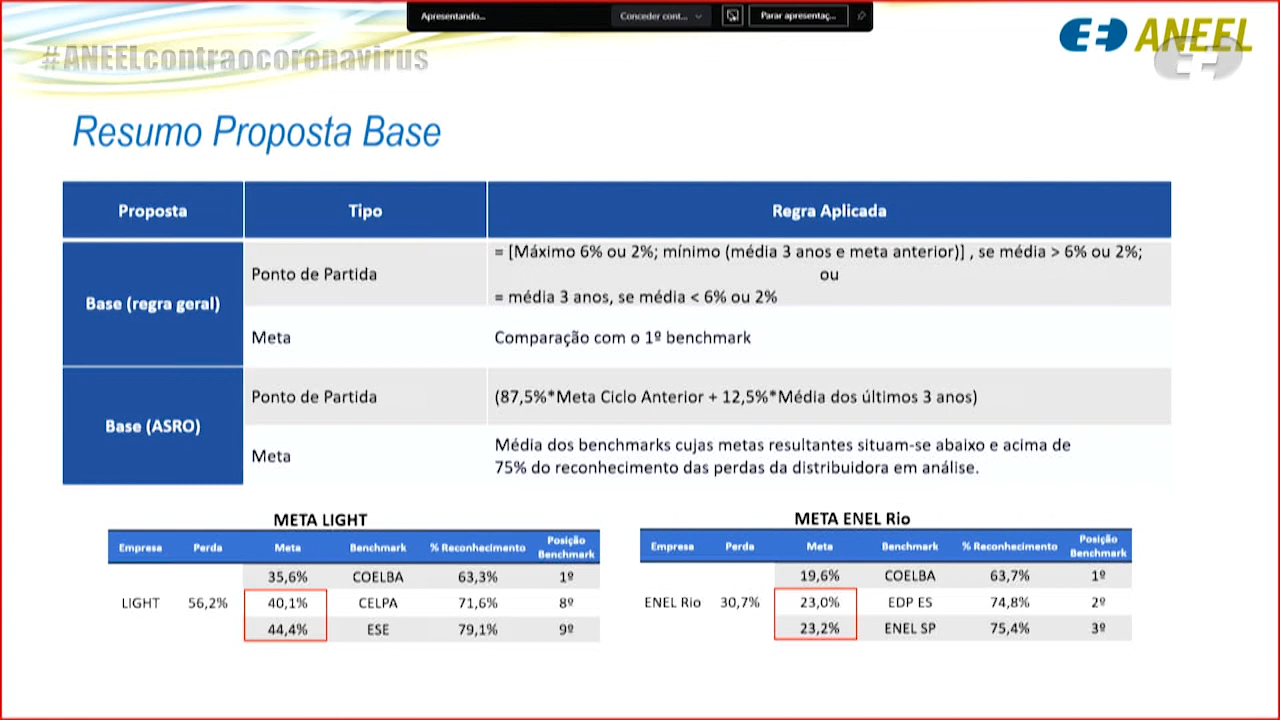 Apresentando...
Conceder cont...
Parar apresentaç...
#ANEELcontraocoronavirus
ANEEL
Resumo Proposta Base
Proposta Tipo Regra Aplicada
Base (regra geral)
Ponto de Partida
= [Máximo 6% ou 2%; mínimo (média 3 anos e meta anterior)] , se média > 6% ou 2%;
ou
= média 3 anos, se média < 6% ou 2%
Meta Comparação com o 1º benchmark
Base (ASRO)
Ponto de Partida (87,5%*Meta Ciclo Anterior + 12,5%*Média dos últimos 3 anos)
Meta
Média dos benchmarks cujas metas resultantes situam-se abaixo e acima de
75% do reconhecimento das perdas da distribuidora em análise.
META LIGHT
Empresa Perda Meta Benchmark % Reconhecimento Posição
Benchmark
35,6% COELBA 63,3% 1º
LIGHT 56,2% 40,1% CELPA 71,6% 8º
44,4% ESE 79,1% 9º
META ENEL Rio
Empresa Perda Meta Benchmark % Reconhecimento Posição
Benchmark
19,6% COELBA 63,7% 1º
ENEL Rio 30,7% 23,0% EDP ES 74,8% 2º
23,2% ENEL SP 75,4% 3º